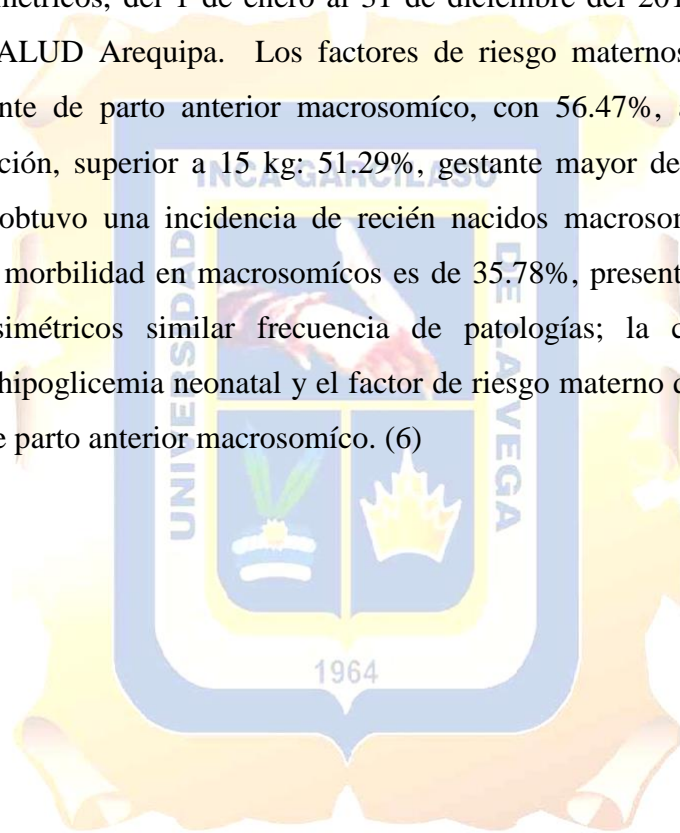 étricos, del 1 de enero al 31 de diciembre del 201
ALUD Arequipa. Los factores de riesgo maternos
nte de parto anterior macrosomíco, con 56.47%,
ción, superior a 15 kg: 51.29%, gestante mayor de
obtuvo una incidencia de recién nacidos macroso
morbilidad en macrosomícos es de 35.78%, present
simétricos similar frecuencia de patologías; la
hipoglicemia neonatal y el factor de riesgo materno
e parto anterior macrosomíco. (6)
UNIVERSIDAD
INCA GARCILASO
DE LA VEGA
1964